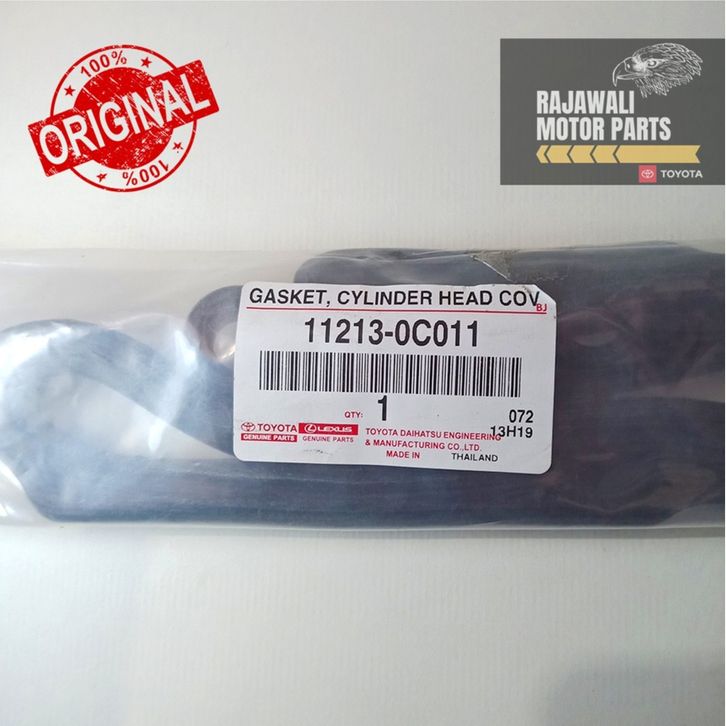 100%
ORIGINAL
100%
RAJAWALI
MOTOR PARTS
TOYOTA
GASKET, CYLINDER HEAD COV
BJ
11213-0C011
QTY: 1
072
13H19
TOYOTA LEXUS
GENUINE PARTS GENUINE PARTS
TOYOTA DAIHATSU ENGINEERING
& MANUFACTURING CO.,LTD.
MADE IN THAILAND